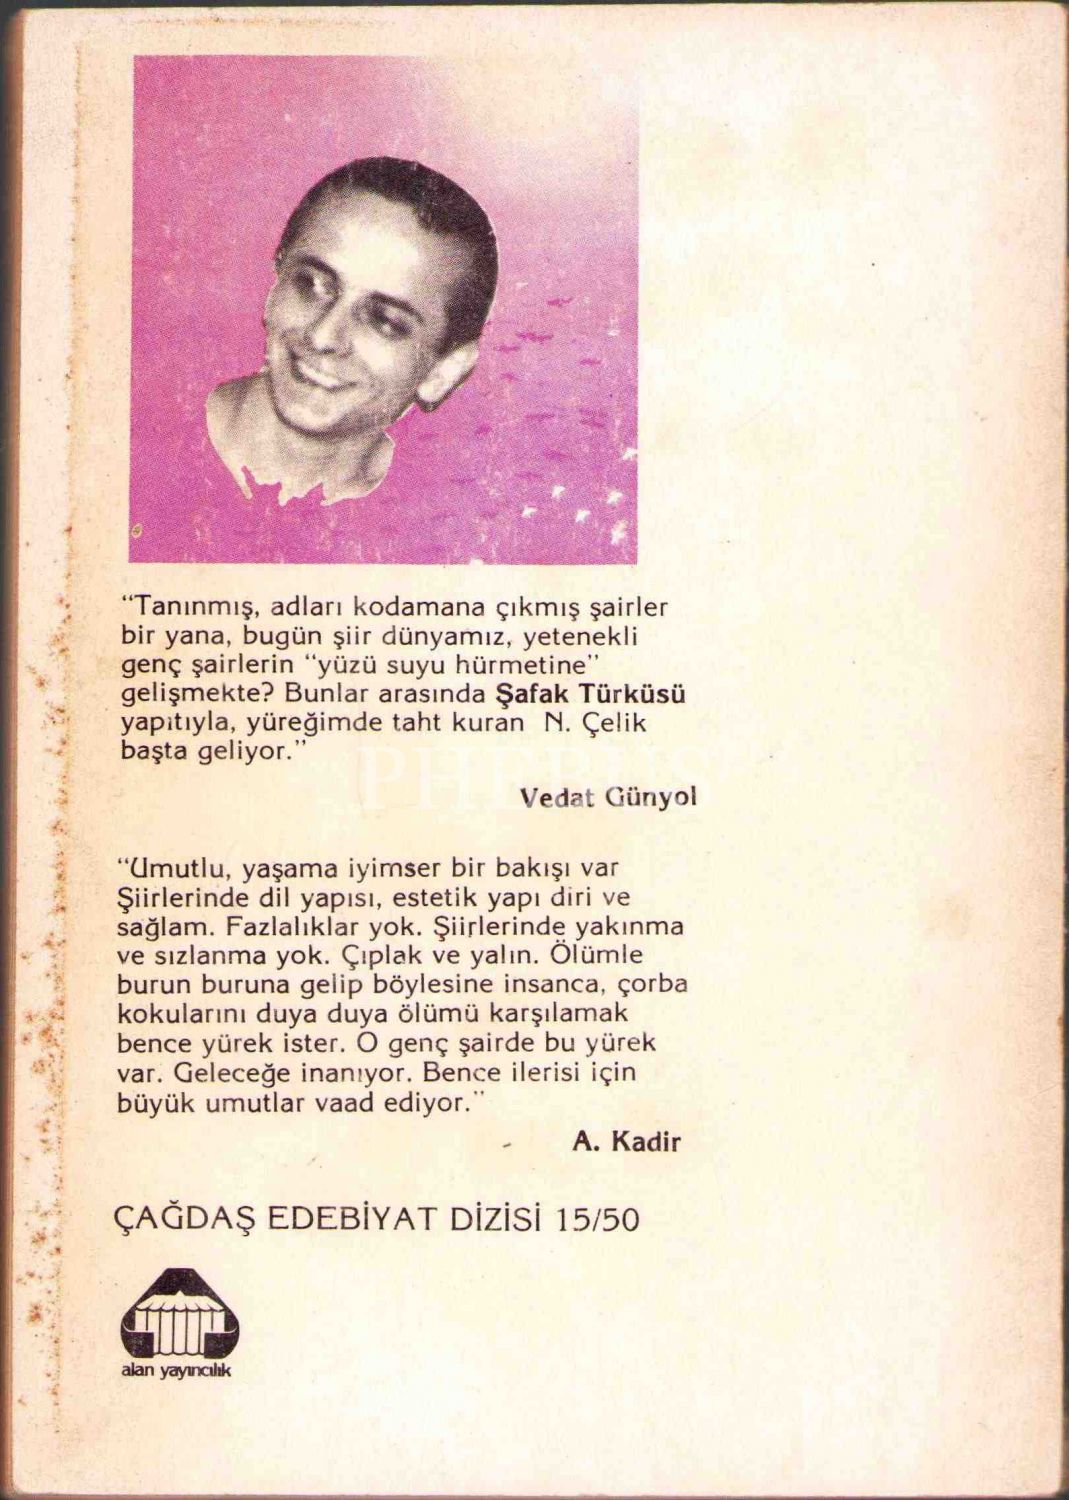 “Tanınmış, adları kodamana çıkmış şairler
bir yana, bugün şiir dünyamız, yetenekli
genç şairlerin “yüzü suyu hürmetine”
gelişmekte? Bunlar arasında Şafak Türküsü
yapıtıyla, yüreğimde taht kuran N. Çelik
başta geliyor.”
PHEBUS
Vedat Günyol
“Umutlu, yaşama iyimser bir bakışı var
Şiirlerinde dil yapısı, estetik yapı diri ve
sağlam. Fazlalıklar yok. Şiirlerinde yakınma
ve sızlanma yok. Çıplak ve yalın. Ölümle
burun buruna gelip böylesine insanca, çorba
kokularını duya duya ölümü karşılamak
bence yürek ister. O genç şairde bu yürek
var. Geleceğe inanıyor. Bence ilerisi için
büyük umutlar vaad ediyor.”
A. Kadir
ÇAĞDAŞ EDEBİYAT DİZİSİ 15/50
alan yayıncılık